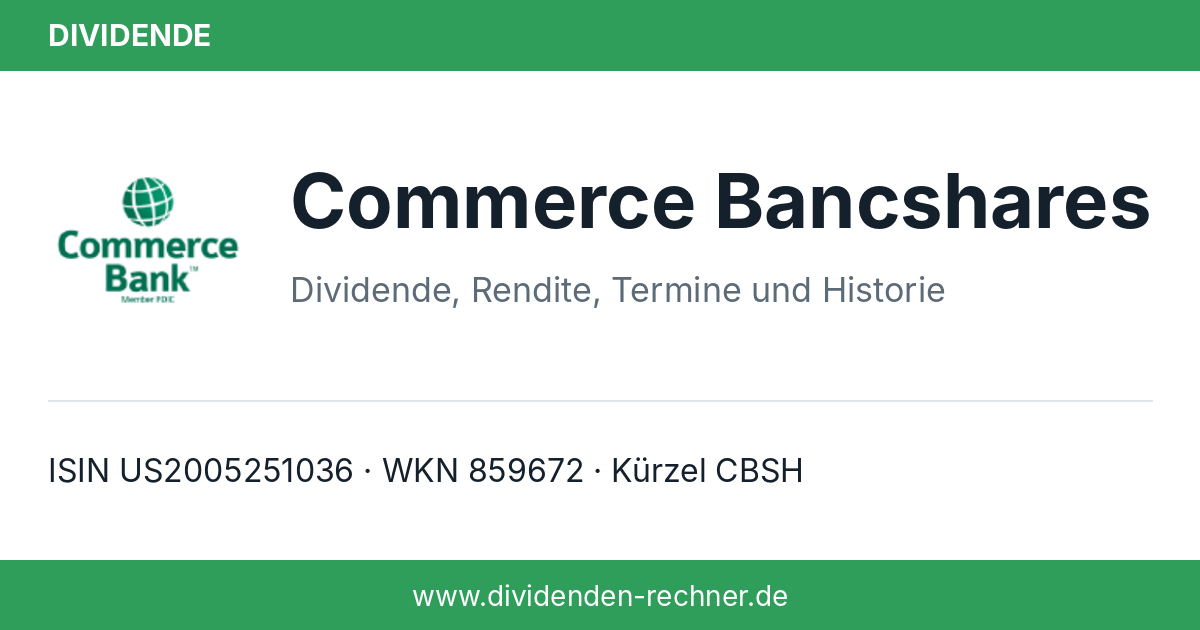 DIVIDENDE
Commerce
Bank™
Member FDIC
Commerce Bancshares
Dividende, Rendite, Termine und Historie
ISIN US2005251036 · WKN 859672 · Kürzel CBSH
www.dividenden-rechner.de